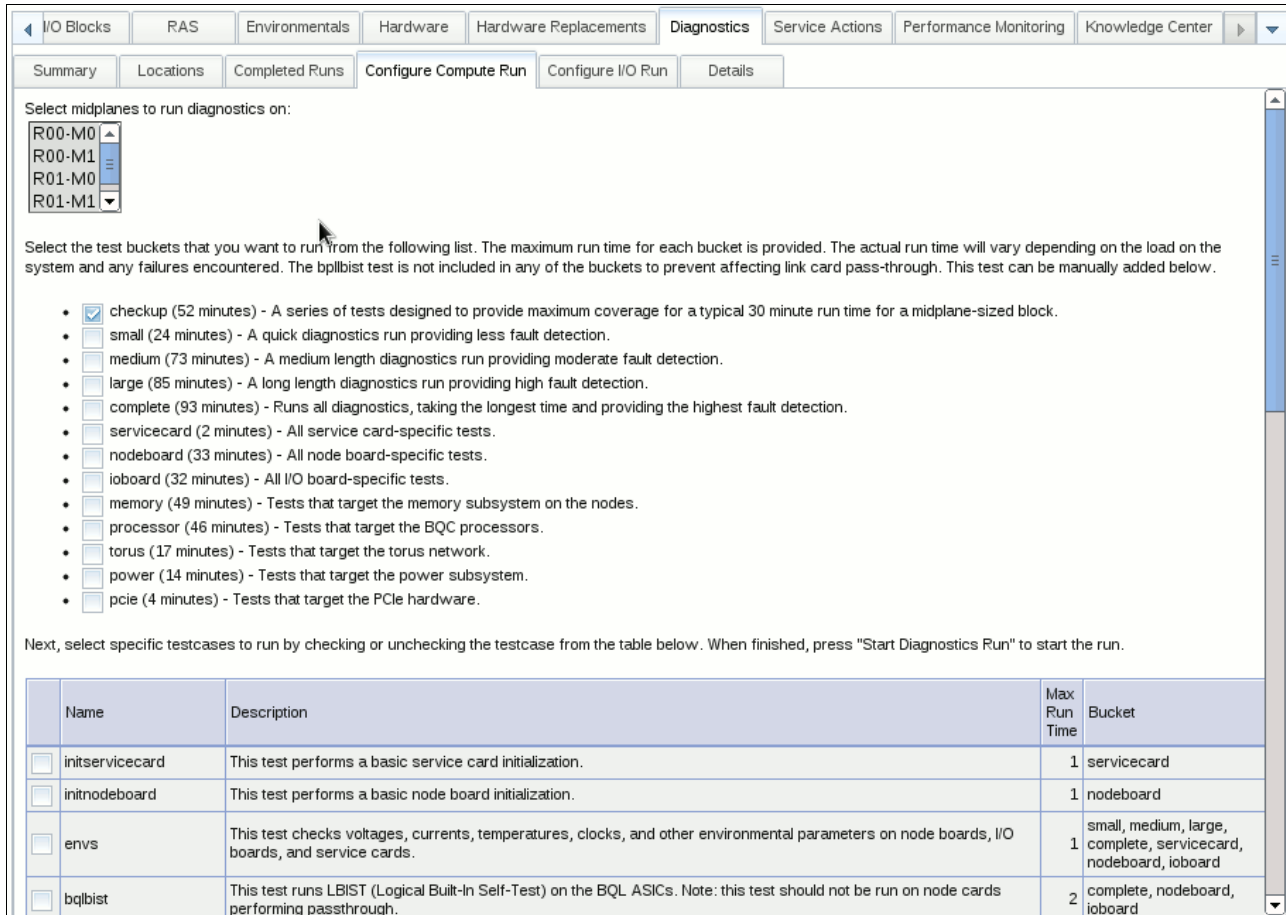 I/O Blocks RAS Environmentals Hardware Hardware Replacements Diagnostics Service Actions Performance Monitoring Knowledge Center
Summary Locations Completed Runs Configure Compute Run Configure I/O Run Details
Select midplanes to run diagnostics on:
R00-M0
R00-M1
R01-M0
R01-M1
Select the test buckets that you want to run from the following list. The maximum run time for each bucket is provided. The actual run time will vary depending on the load on the
system and any failures encountered. The bpllbist test is not included in any of the buckets to prevent affecting link card pass-through. This test can be manually added below.
• checkup (52 minutes) - A series of tests designed to provide maximum coverage for a typical 30 minute run time for a midplane-sized block.
• small (24 minutes) - A quick diagnostics run providing less fault detection.
• medium (73 minutes) - A medium length diagnostics run providing moderate fault detection.
• large (85 minutes) - A long length diagnostics run providing high fault detection.
• complete (93 minutes) - Runs all diagnostics, taking the longest time and providing the highest fault detection.
• servicecard (2 minutes) - All service card-specific tests.
• nodeboard (33 minutes) - All node board-specific tests.
• ioboard (32 minutes) - All I/O board-specific tests.
• memory (49 minutes) - Tests that target the memory subsystem on the nodes.
• processor (46 minutes) - Tests that target the BQC processors.
• torus (17 minutes) - Tests that target the torus network.
• power (14 minutes) - Tests that target the power subsystem.
• pcie (4 minutes) - Tests that target the PCIe hardware.
Next, select specific testcases to run by checking or unchecking the testcase from the table below. When finished, press "Start Diagnostics Run" to start the run.
Name Description Max Run Time Bucket
initservicecard This test performs a basic service card initialization. 1 servicecard
initnodeboard This test performs a basic node board initialization. 1 nodeboard
envs This test checks voltages, currents, temperatures, clocks, and other environmental parameters on node boards, I/O
boards, and service cards. 1 small, medium, large,
complete, servicecard,
nodeboard, ioboard
bqlbist This test runs LBIST (Logical Built-In Self-Test) on the BQL ASICs. Note: this test should not be run on node cards
performing passthrough. 2 complete, nodeboard,
ioboard